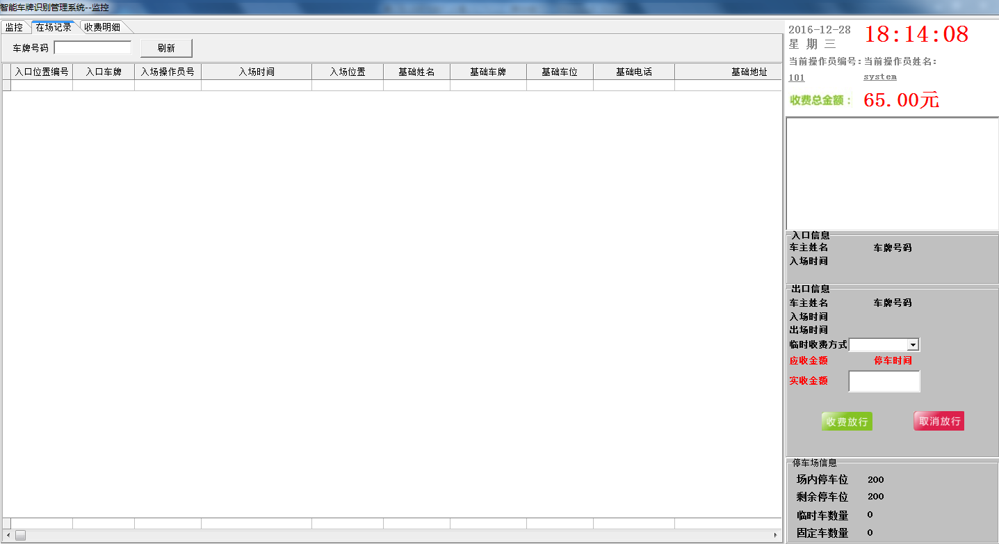 智能车牌识别管理系统--监控
监控 在场记录 收费明细
车牌号码 刷新
入口位置编号 入口车牌 入场操作员号 入场时间 入场位置 基础姓名 基础车牌 基础车位 基础电话 基础地址
2016-12-28 18:14:08
星 期 三
当前操作员编号: 当前操作员姓名:
101 system
收费总金额： 65.00元
入口信息
车主姓名 车牌号码
入场时间
出口信息
车主姓名 车牌号码
入场时间
出场时间
临时收费方式
应收金额 停车时间
实收金额
收费放行 取消放行
停车场信息
场内停车位 200
剩余停车位 200
临时车数量 0
固定车数量 0